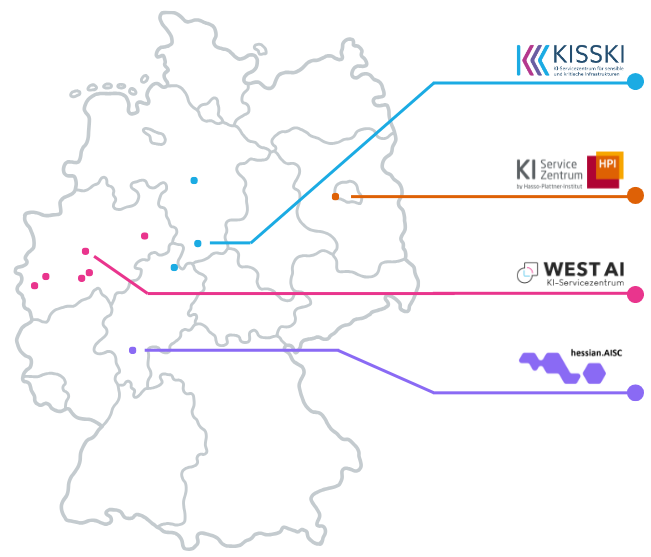 KISSKI
KI-Servicezentrum für sensible
und kritische Infrastrukturen
KI Service
Zentrum
HPI
by Hasso-Plattner-Institut
WEST AI
KI-Servicezentrum
hessian.AISC